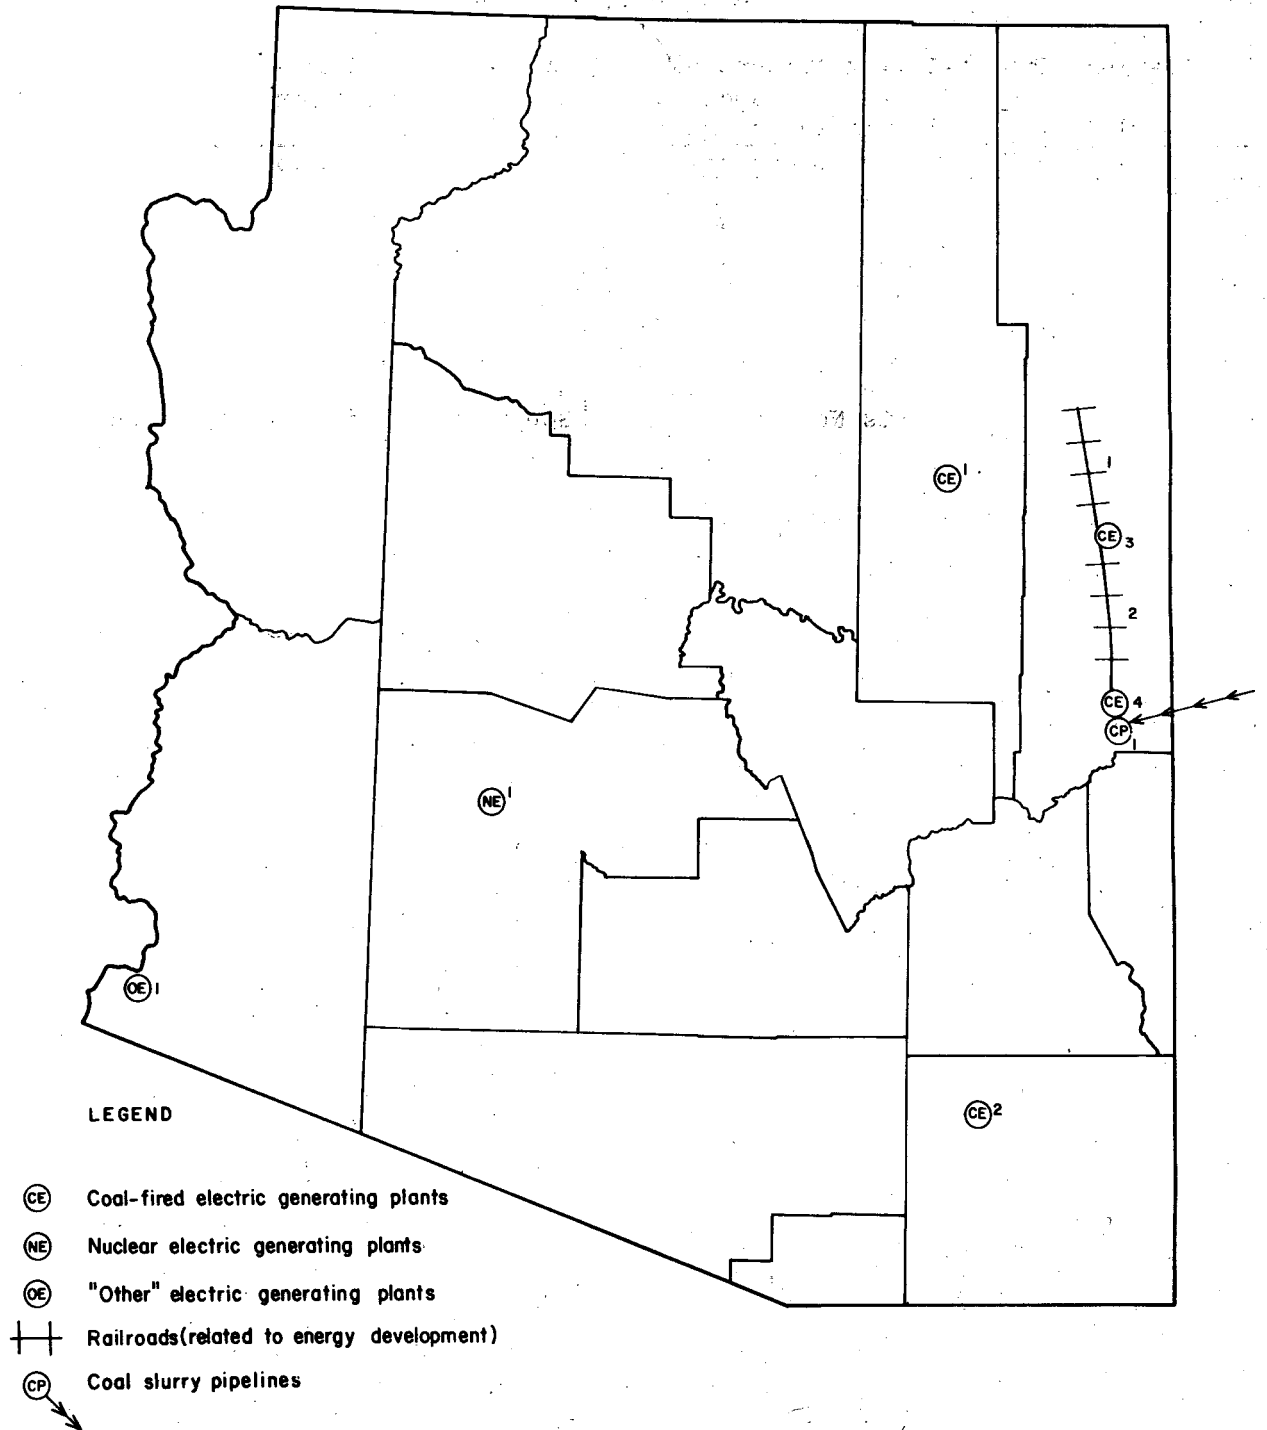 CE 1
1
CE 3
2
CE 4
CP 1
NE 1
OE 1
CE 2
LEGEND
CE Coal-fired electric generating plants
NE Nuclear electric generating plants
OE "Other" electric generating plants
Railroads(related to energy development)
CP Coal slurry pipelines